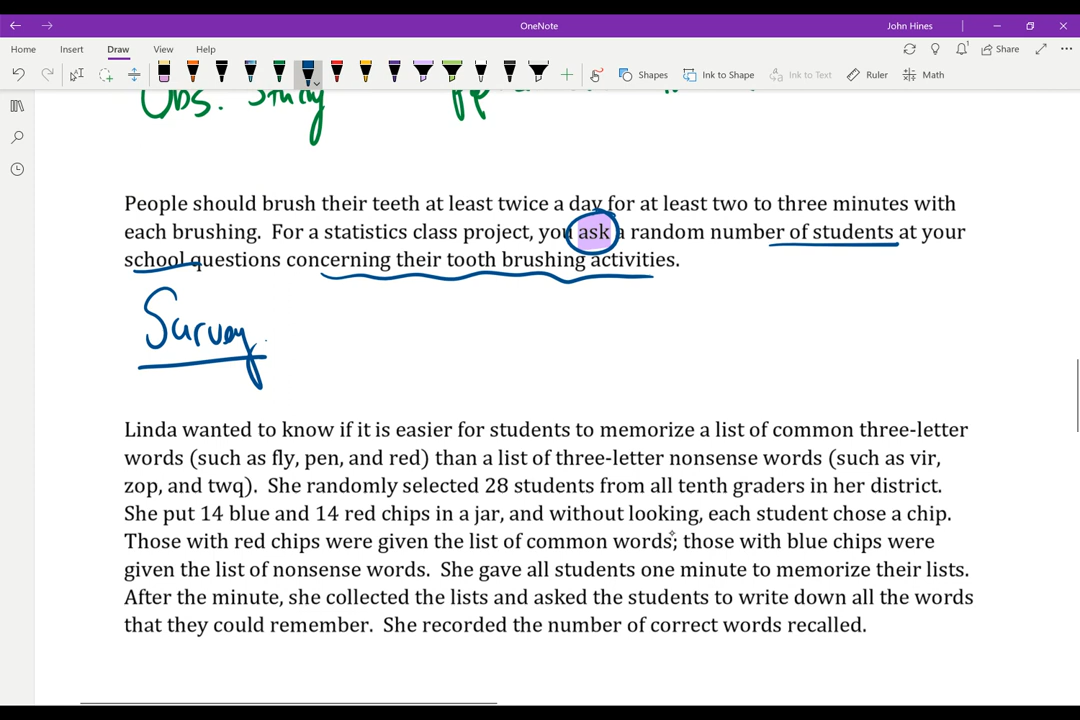 OneNote
John Hines
Home Insert Draw View Help
Share
Shapes Ink to Shape Ink to Text Ruler Math
Obs. Study
People should brush their teeth at least twice a day for at least two to three minutes with
each brushing. For a statistics class project, you ask a random number of students at your
school questions concerning their tooth brushing activities.
Survey
Linda wanted to know if it is easier for students to memorize a list of common three-letter
words (such as fly, pen, and red) than a list of three-letter nonsense words (such as vir,
zop, and twq). She randomly selected 28 students from all tenth graders in her district.
She put 14 blue and 14 red chips in a jar, and without looking, each student chose a chip.
Those with red chips were given the list of common words; those with blue chips were
given the list of nonsense words. She gave all students one minute to memorize their lists.
After the minute, she collected the lists and asked the students to write down all the words
that they could remember. She recorded the number of correct words recalled.